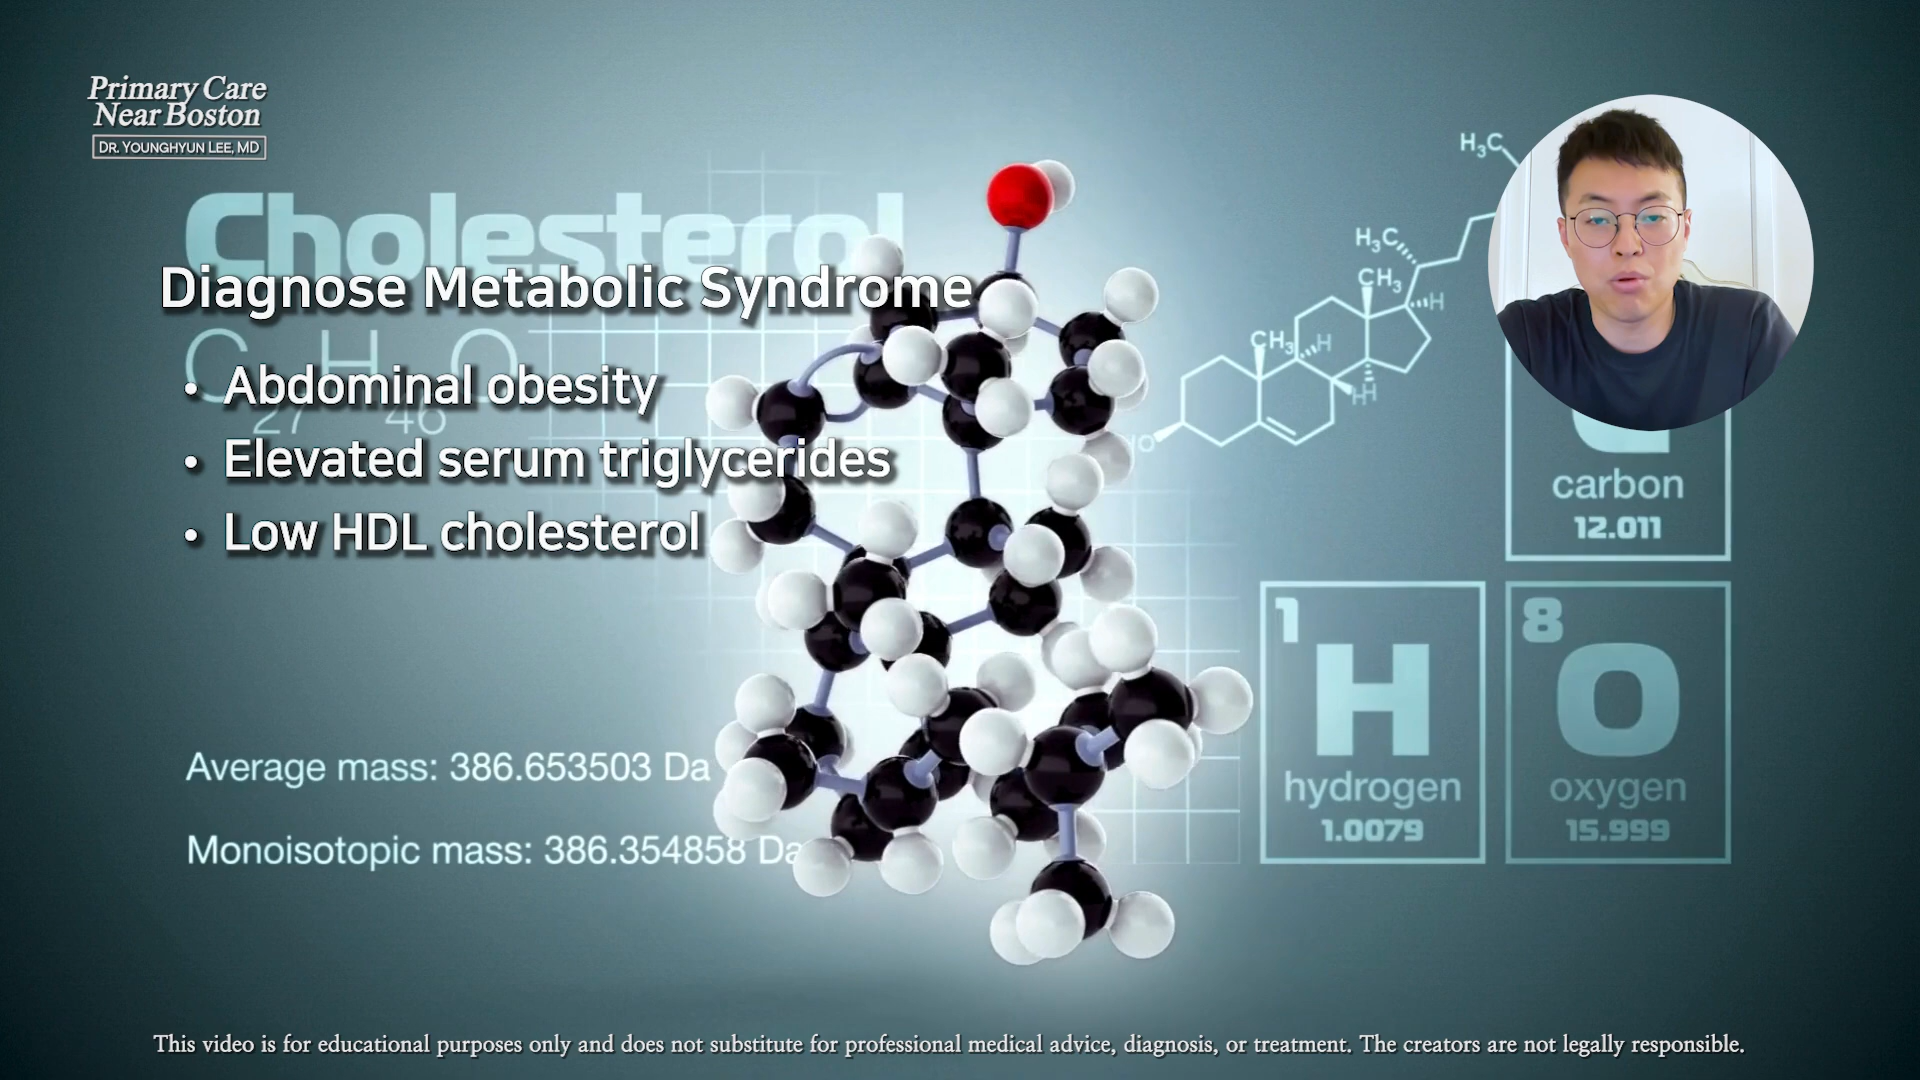 Primary Care
Near Boston
DR. YOUNGHYUN LEE, MD
Cholesterol
Diagnose Metabolic Syndrome
C27 H46 O
• Abdominal obesity
• Elevated serum triglycerides
• Low HDL cholesterol
Average mass: 386.653503 Da
Monoisotopic mass: 386.354858 Da
H3C
H3C
CH3
H
CH3
H
H
H
carbon
12.011
1
H
hydrogen
1.0079
8
O
oxygen
15.999
This video is for educational purposes only and does not substitute for professional medical advice, diagnosis, or treatment. The creators are not legally responsible.